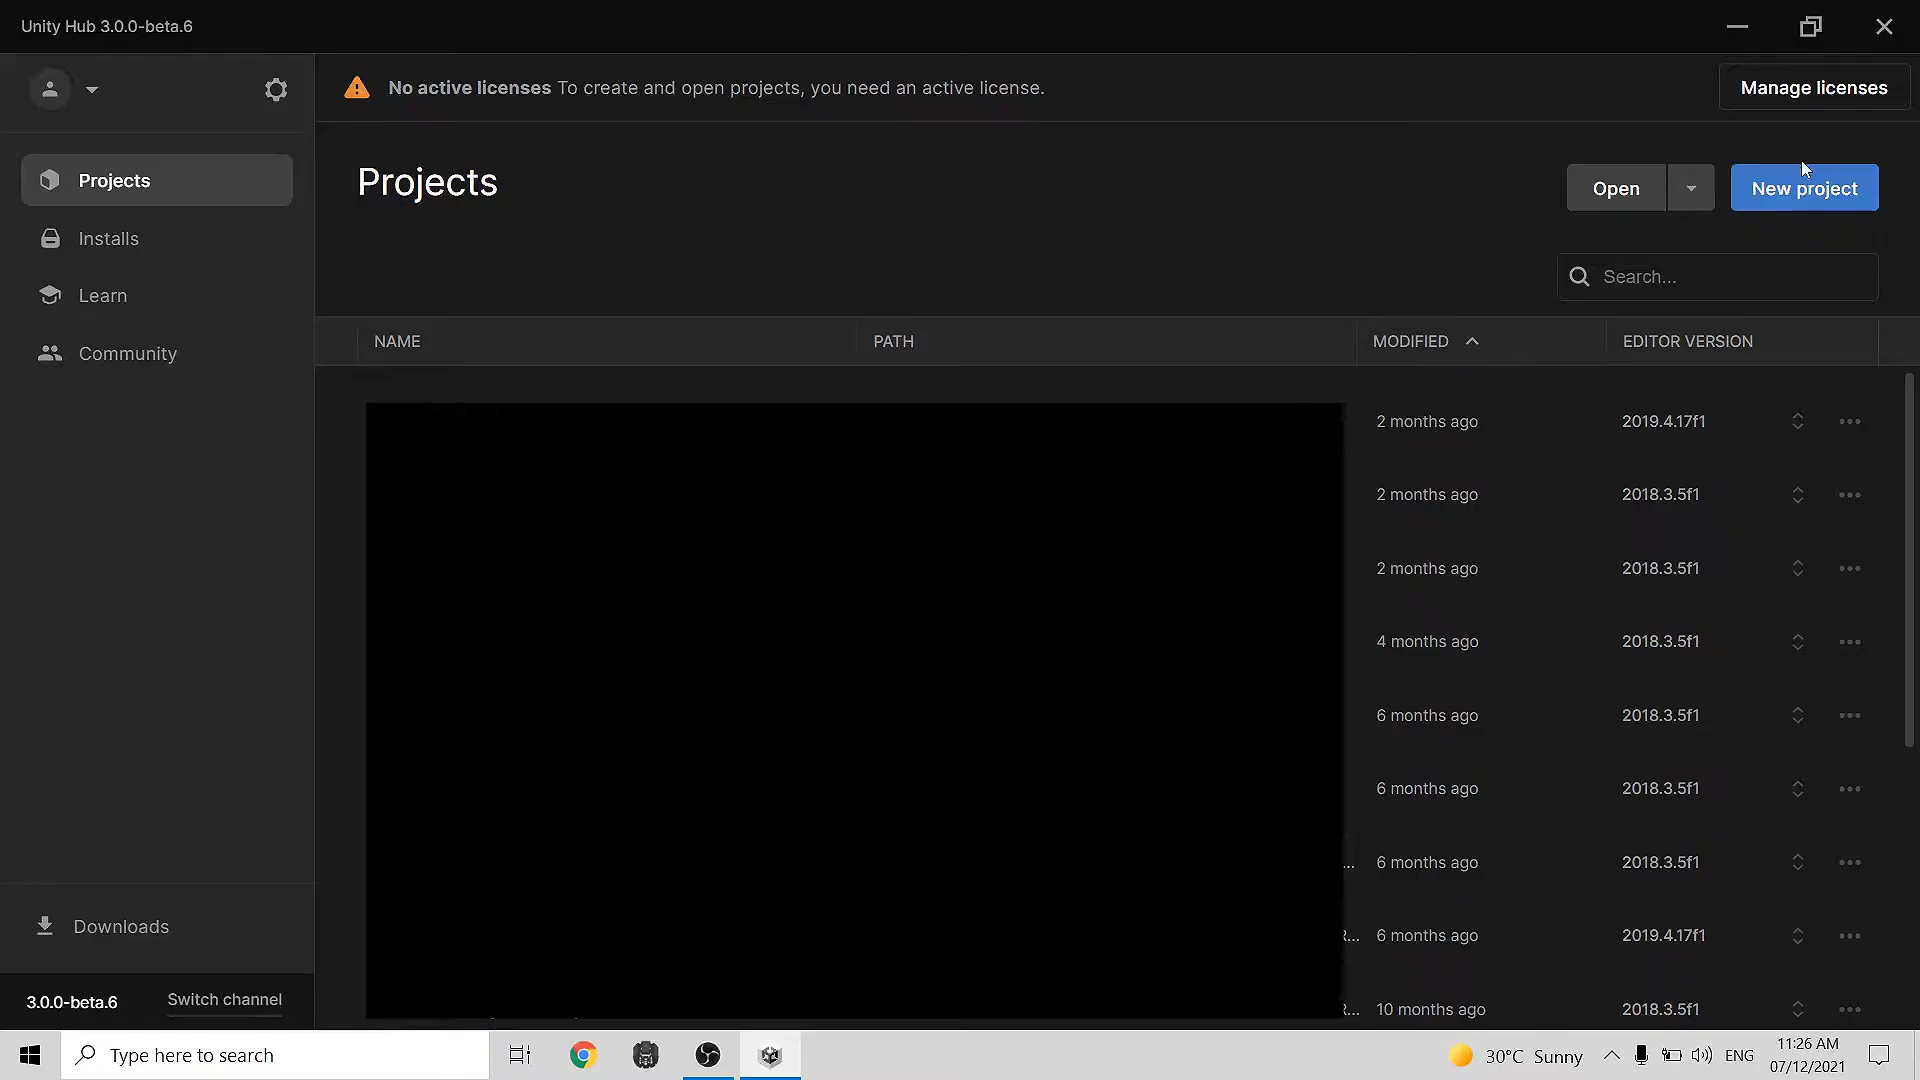 Unity Hub 3.0.0-beta.6
No active licenses To create and open projects, you need an active license.
Manage licenses
Projects
Installs
Learn
Community
Projects
Open
New project
Search...
NAME PATH MODIFIED EDITOR VERSION
2 months ago 2019.4.17f1
2 months ago 2018.3.5f1
2 months ago 2018.3.5f1
4 months ago 2018.3.5f1
6 months ago 2018.3.5f1
6 months ago 2018.3.5f1
... 6 months ago 2018.3.5f1
... 6 months ago 2019.4.17f1
... 10 months ago 2018.3.5f1
Downloads
3.0.0-beta.6 Switch channel
Type here to search
30°C Sunny
ENG
11:26 AM
07/12/2021